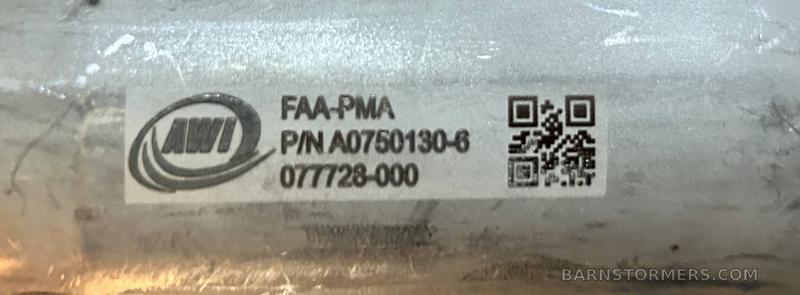 AWI
FAA-PMA
P/N A0750130-6
077728-000
BARNSTORMERS.COM